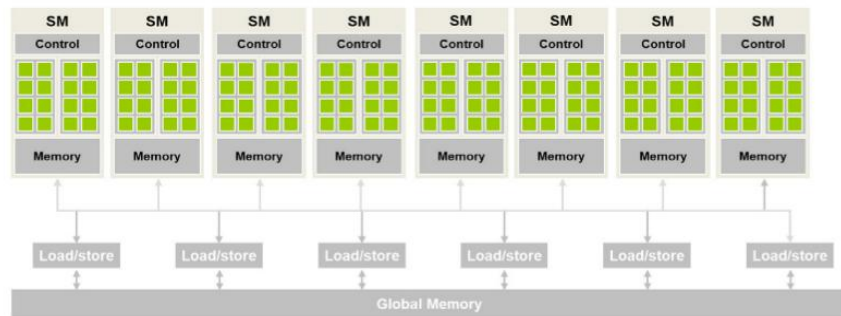 SM SM SM SM SM SM SM SM
Control Control Control Control Control Control Control Control
Memory Memory Memory Memory Memory Memory Memory Memory
Load/store Load/store Load/store Load/store Load/store Load/store
Global Memory